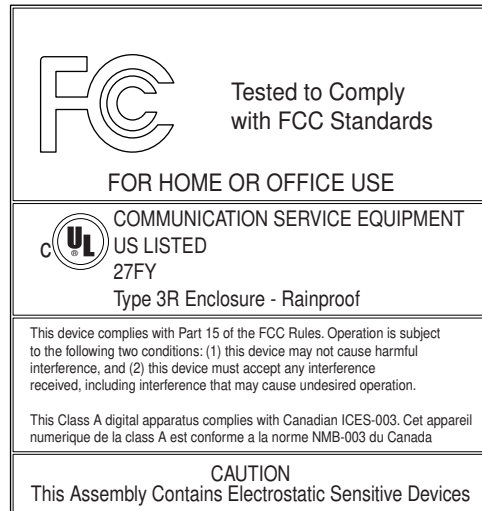 FCC
Tested to Comply
with FCC Standards
FOR HOME OR OFFICE USE
COMMUNICATION SERVICE EQUIPMENT
C UL ® US LISTED
27FY
Type 3R Enclosure - Rainproof
This device complies with Part 15 of the FCC Rules. Operation is subject
to the following two conditions: (1) this device may not cause harmful
interference, and (2) this device must accept any interference
received, including interference that may cause undesired operation.
This Class A digital apparatus complies with Canadian ICES-003. Cet appareil
numerique de la class A est conforme a la norme NMB-003 du Canada
CAUTION
This Assembly Contains Electrostatic Sensitive Devices